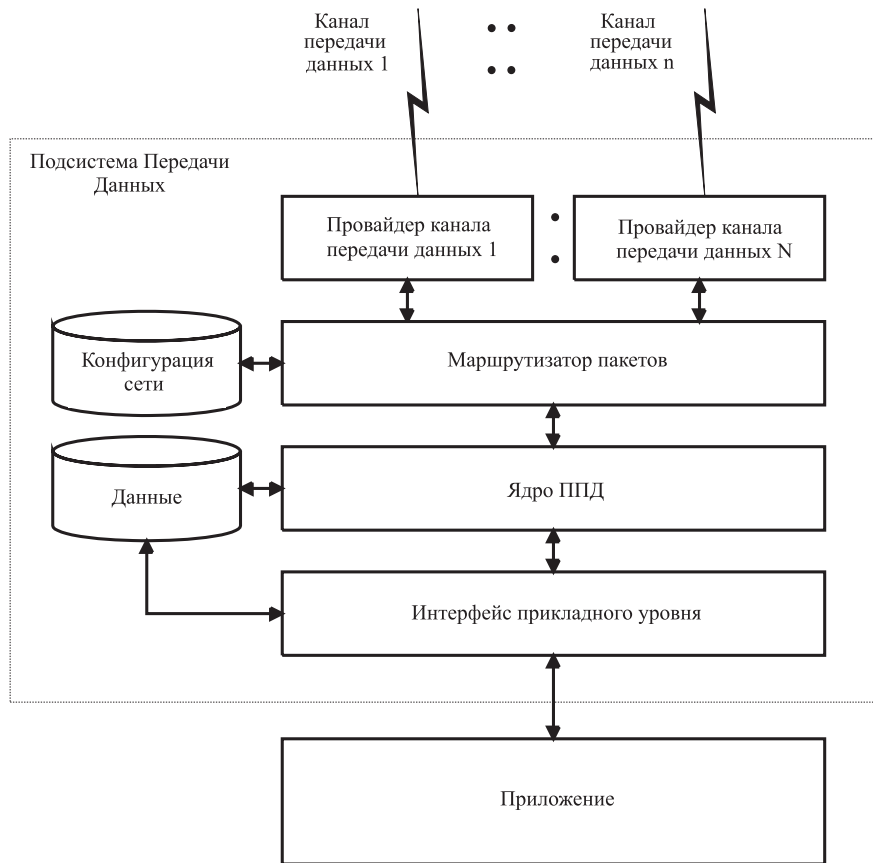 Канал
передачи
данных 1
Канал
передачи
данных n
Подсистема Передачи
Данных
Провайдер канала
передачи данных 1
Провайдер канала
передачи данных N
Конфигурация
сети
Маршрутизатор пакетов
Данные
Ядро ППД
Интерфейс прикладного уровня
Приложение